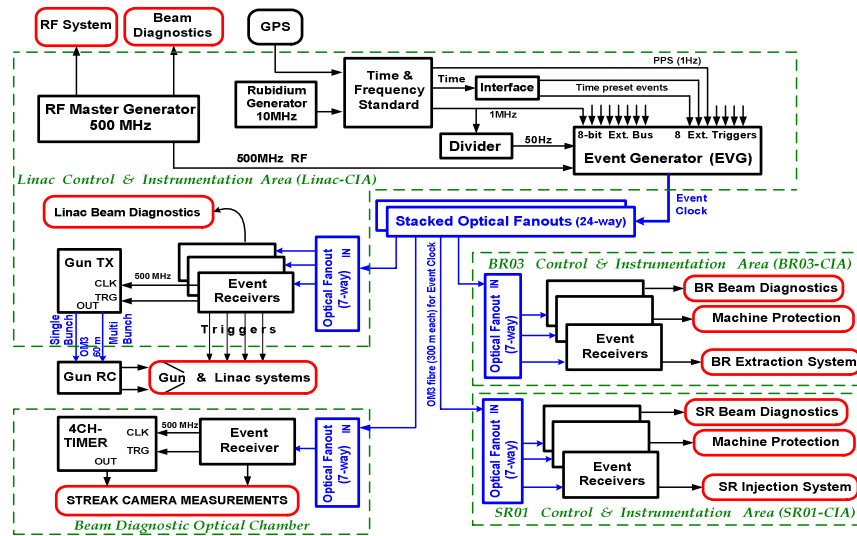 RF System
Beam
Diagnostics
GPS
RF Master Generator
500 MHz
Rubidium
Generator
10MHz
Time &
Frequency
Standard
Time
Interface
PPS (1Hz)
Time preset events
1MHz
8-bit Ext. Bus
8 Ext. Triggers
Divider
50Hz
Event Generator (EVG)
500MHz RF
Linac Control & Instrumentation Area (Linac-CIA)
Event
Clock
Stacked Optical Fanouts (24-way)
Linac Beam Diagnostics
Gun TX
CLK
TRG
OUT
500 MHz
Event
Receivers
Optical Fanout
(7-way)
IN
Triggers
Single
Bunch
OM3
60 m
Multi
Bunch
Gun RC
Gun & Linac systems
OM3 fibre (300 m each) for Event Clock
BR03 Control & Instrumentation Area (BR03-CIA)
Optical Fanout
(7-way)
IN
Event
Receivers
BR Beam Diagnostics
Machine Protection
BR Extraction System
4CH-
TIMER
CLK
TRG
OUT
500 MHz
Event
Receiver
Optical Fanout
(7-way)
IN
STREAK CAMERA MEASUREMENTS
Beam Diagnostic Optical Chamber
Optical Fanout
(7-way)
IN
Event
Receivers
SR Beam Diagnostics
Machine Protection
SR Injection System
SR01 Control & Instrumentation Area (SR01-CIA)